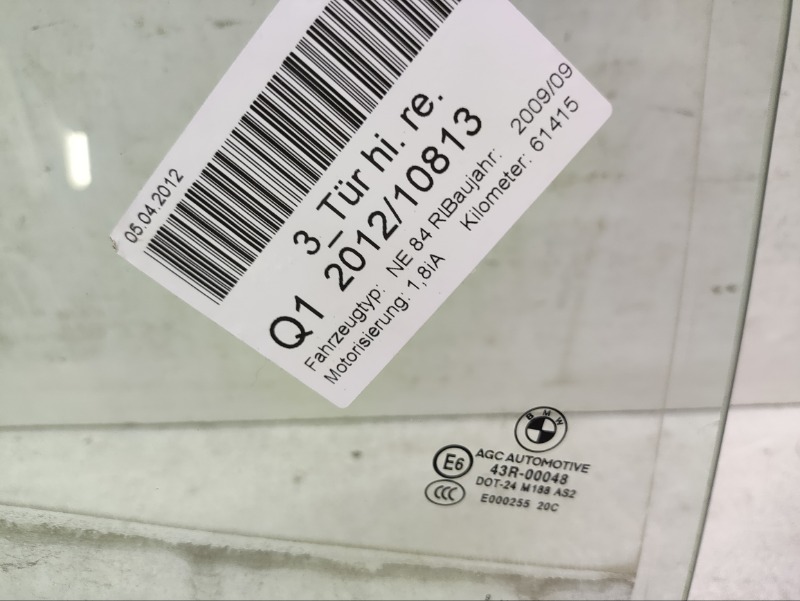 05.04.2012
3_Tür hi. re.
Q1 2012/10813
Fahrzeugtyp: NE 84 RIBaujahr: 2009/09
Motorisierung: 1,8iA Kilometer: 61415
BMW
E6
AGC AUTOMOTIVE
43R-00048
DOT-24 M188 AS2
CCC
E000255 20C